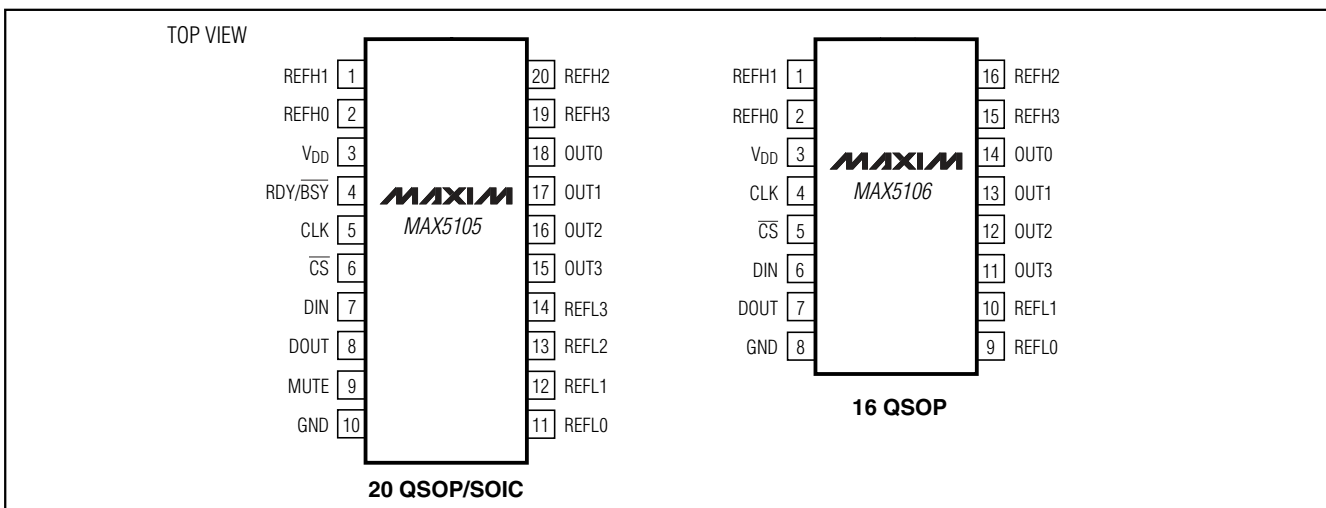 TOP VIEW
REFH1 1 20 REFH2
REFH0 2 19 REFH3
VDD 3 18 OUT0
RDY/B̅S̅Y̅ 4 17 OUT1
CLK 5 16 OUT2
C̅S̅ 6 15 OUT3
DIN 7 14 REFL3
DOUT 8 13 REFL2
MUTE 9 12 REFL1
GND 10 11 REFL0
MAXIM
MAX5105
20 QSOP/SOIC
REFH1 1 16 REFH2
REFH0 2 15 REFH3
VDD 3 14 OUT0
CLK 4 13 OUT1
C̅S̅ 5 12 OUT2
DIN 6 11 OUT3
DOUT 7 10 REFL1
GND 8 9 REFL0
MAXIM
MAX5106
16 QSOP